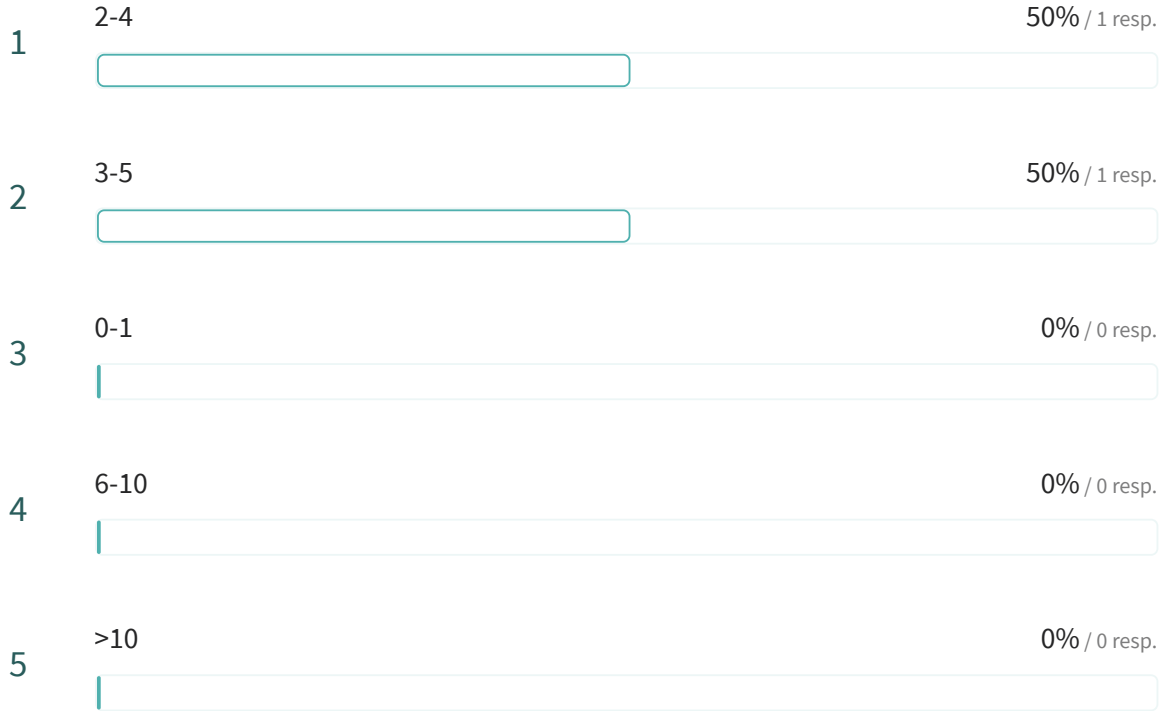 1 2-4 50% / 1 resp.
2 3-5 50% / 1 resp.
3 0-1 0% / 0 resp.
4 6-10 0% / 0 resp.
5 >10 0% / 0 resp.